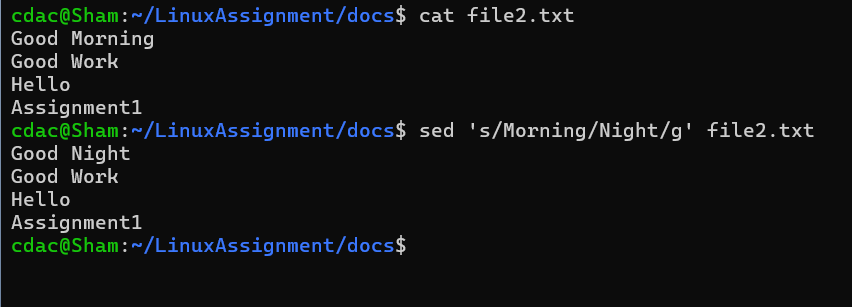 cdac@Sham:~/LinuxAssignment/docs$ cat file2.txt
Good Morning
Good Work
Hello
Assignment1
cdac@Sham:~/LinuxAssignment/docs$ sed 's/Morning/Night/g' file2.txt
Good Night
Good Work
Hello
Assignment1
cdac@Sham:~/LinuxAssignment/docs$